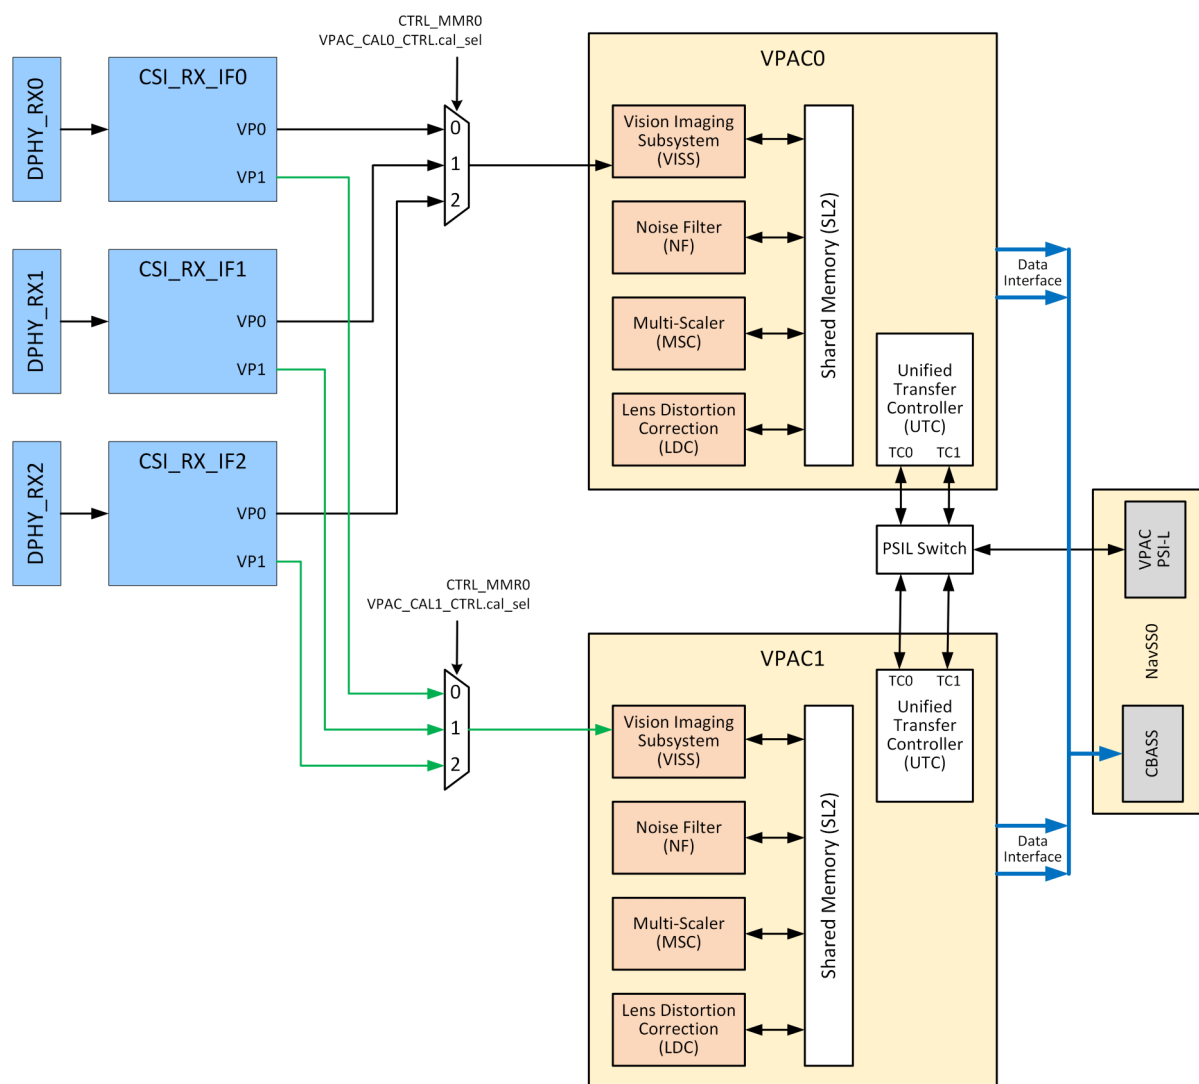 CTRL_MMR0
VPAC_CAL0_CTRL.cal_sel
DPHY_RX0
CSI_RX_IF0
VP0
VP1
0
1
2
DPHY_RX1
CSI_RX_IF1
VP0
VP1
DPHY_RX2
CSI_RX_IF2
VP0
VP1
VPAC0
Vision Imaging
Subsystem
(VISS)
Noise Filter
(NF)
Multi-Scaler
(MSC)
Lens Distortion
Correction
(LDC)
Shared Memory (SL2)
Unified
Transfer
Controller
(UTC)
TC0
TC1
Data
Interface
PSIL Switch
VPAC
PSI-L
NavSS0
CBASS
CTRL_MMR0
VPAC_CAL1_CTRL.cal_sel
0
1
2
VPAC1
TC0
TC1
Unified
Transfer
Controller
(UTC)
Vision Imaging
Subsystem
(VISS)
Noise Filter
(NF)
Multi-Scaler
(MSC)
Lens Distortion
Correction
(LDC)
Shared Memory (SL2)
Data
Interface